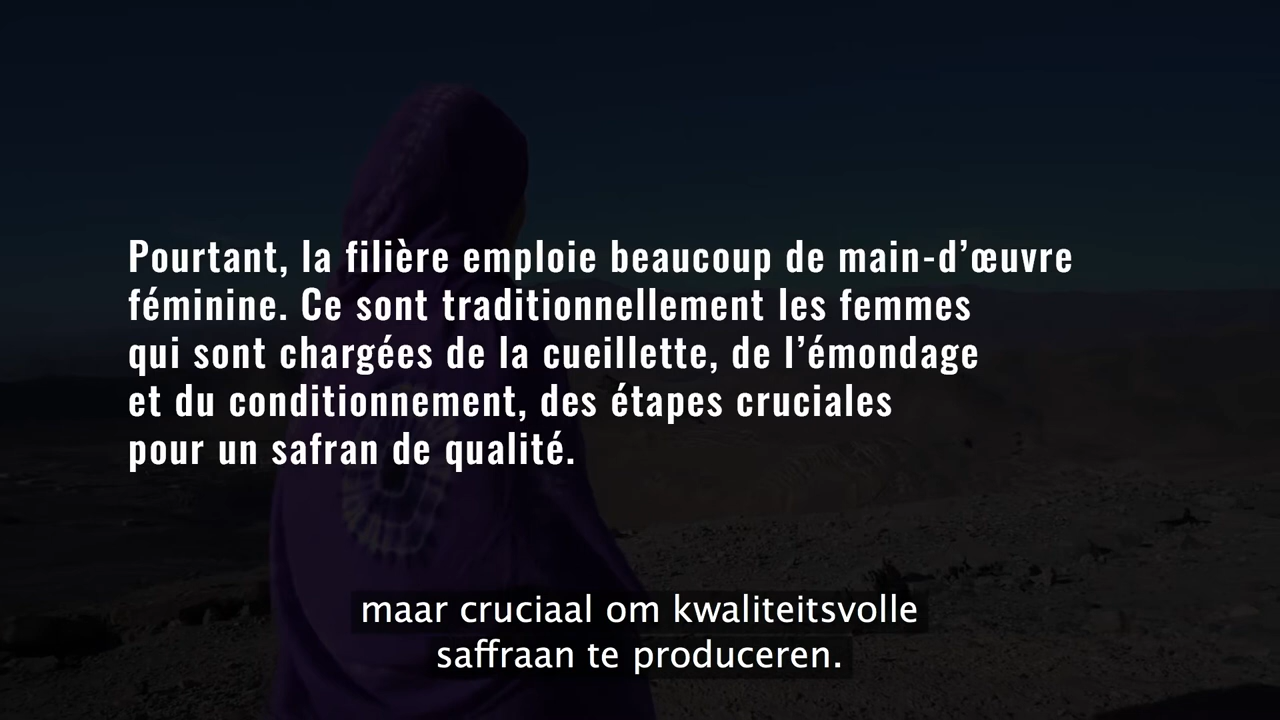 Pourtant, la filière emploie beaucoup de main-d’œuvre
féminine. Ce sont traditionnellement les femmes
qui sont chargées de la cueillette, de l’émondage
et du conditionnement, des étapes cruciales
pour un safran de qualité.
maar cruciaal om kwaliteitsvolle
saffraan te produceren.